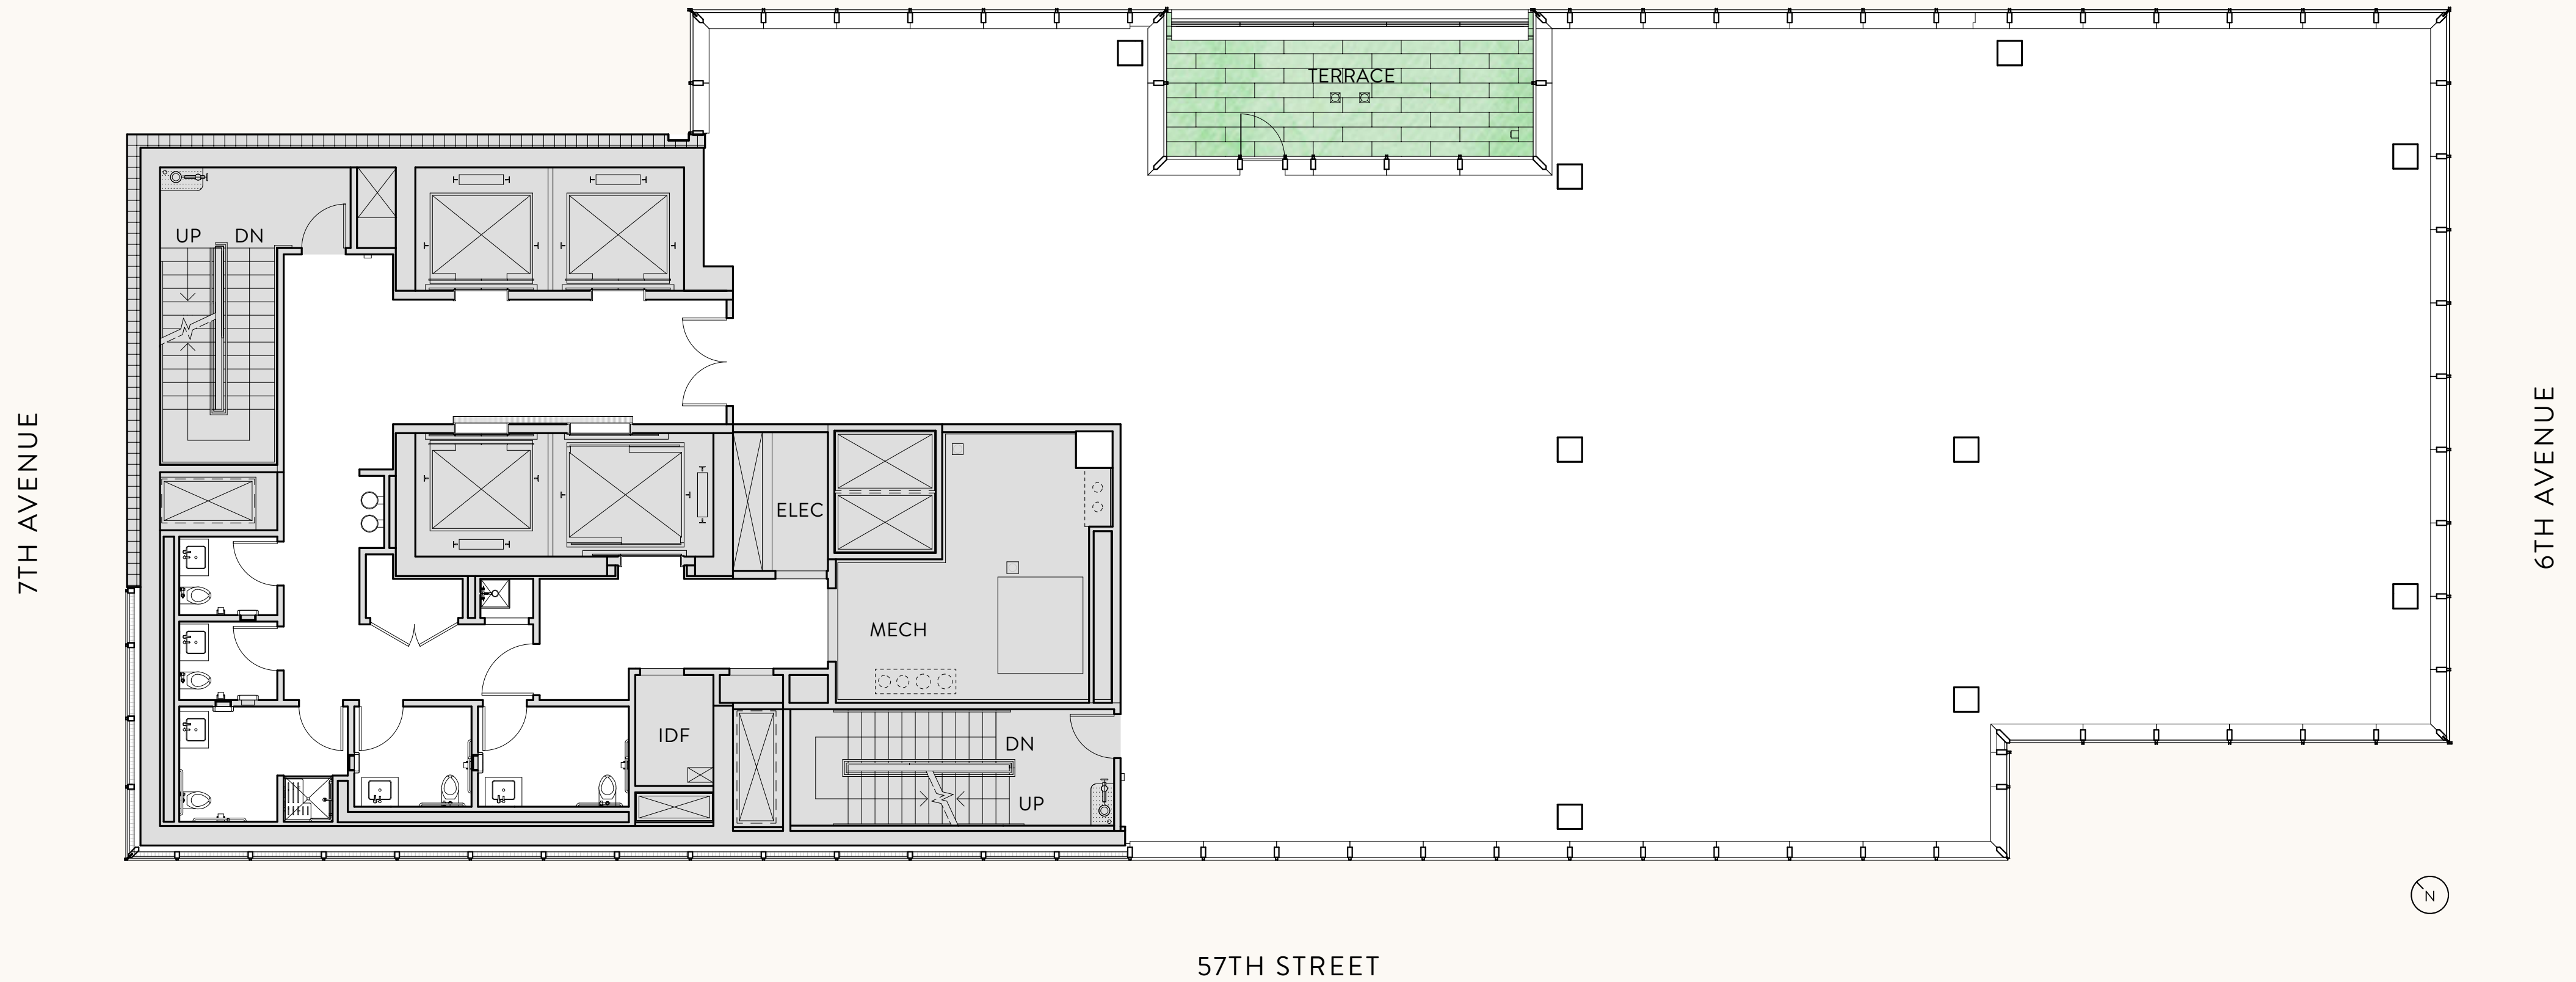 TERRACE
UP
DN
7TH AVENUE
6TH AVENUE
ELEC
MECH
IDF
DN
UP
N
57TH STREET